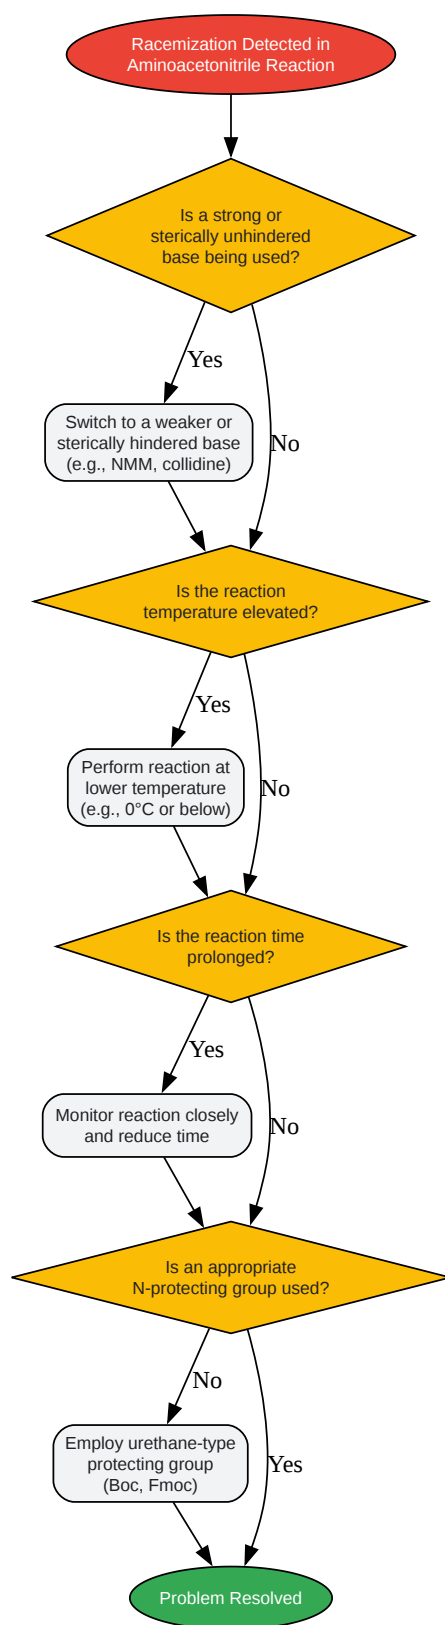 Racemization Detected in
Aminoacetonitrile Reaction
Is a strong or
sterically unhindered
base being used?
Yes
Switch to a weaker or
sterically hindered base
(e.g., NMM, collidine)
No
Is the reaction
temperature elevated?
Yes
Perform reaction at
lower temperature
(e.g., 0°C or below)
No
Is the reaction time
prolonged?
Yes
Monitor reaction closely
and reduce time
No
Is an appropriate
N-protecting group used?
No
Employ urethane-type
protecting group
(Boc, Fmoc)
Yes
Problem Resolved